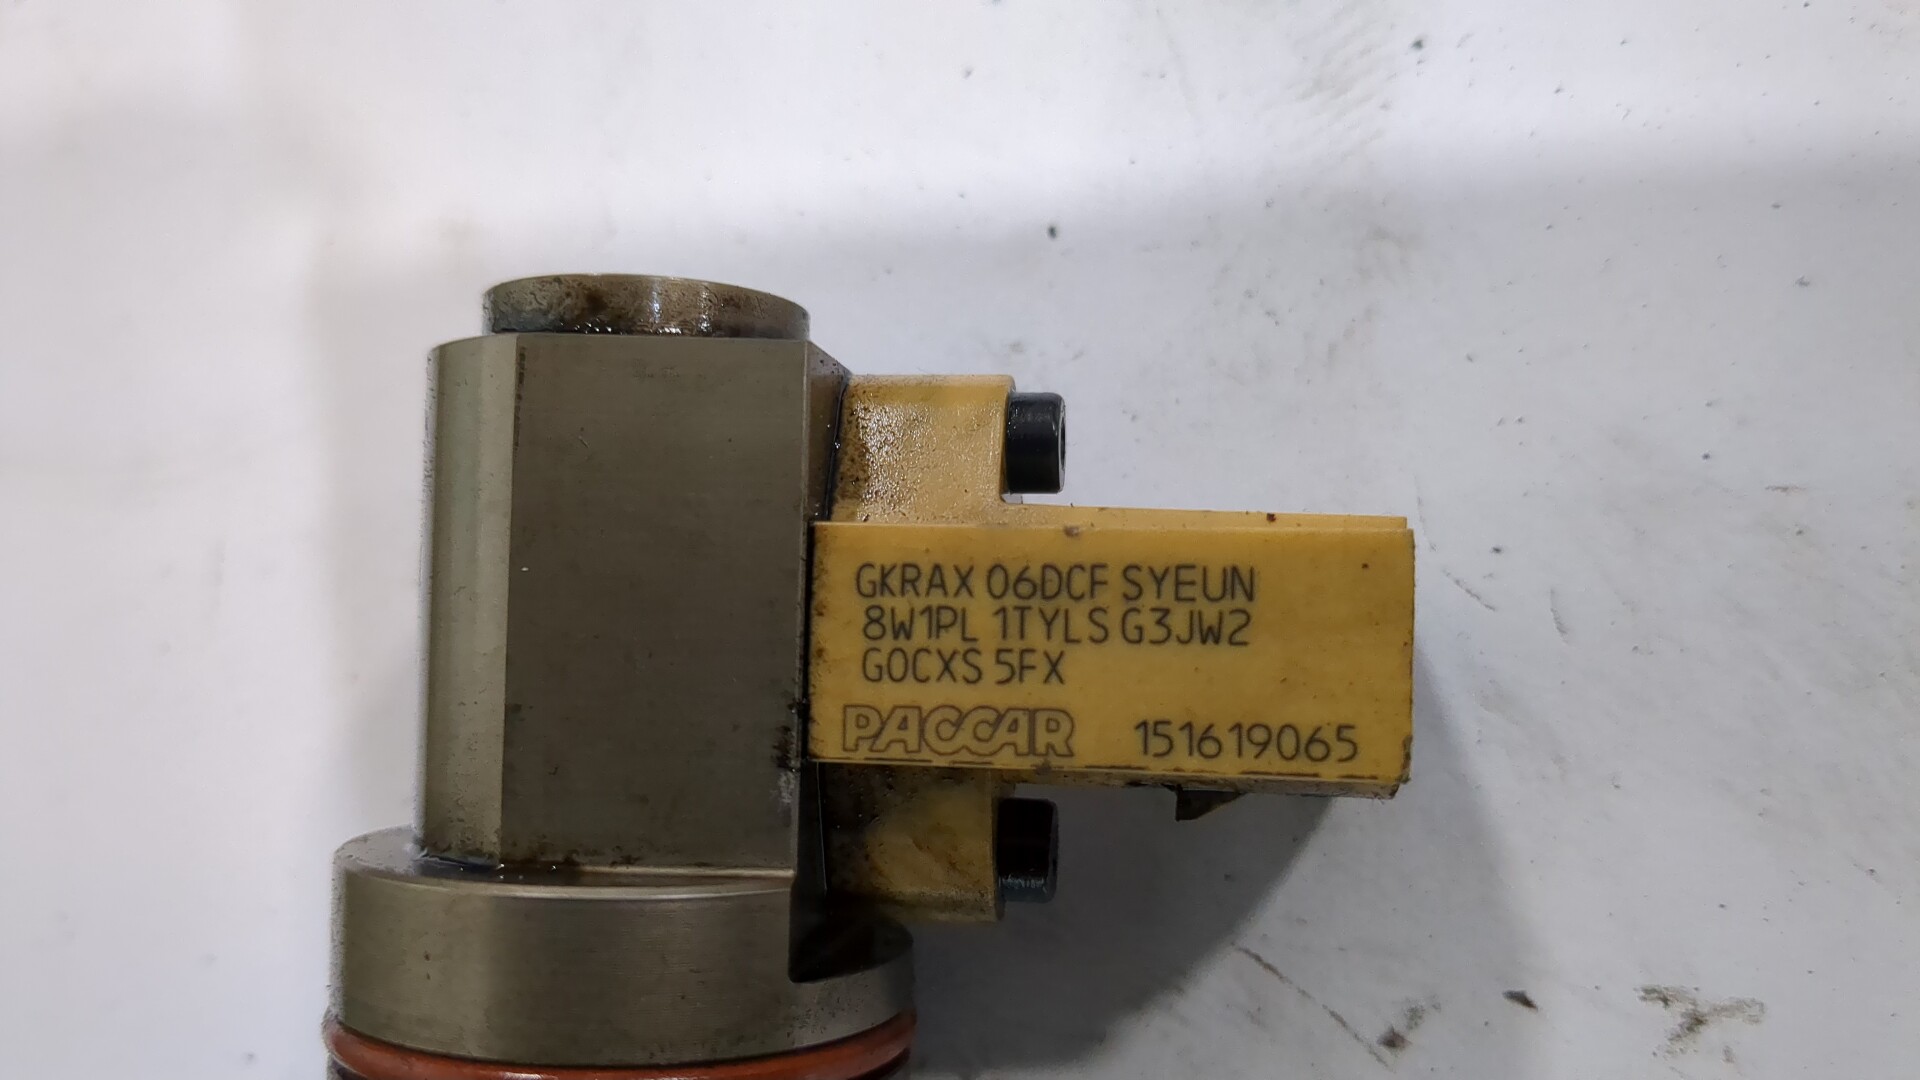 GKRAX 06DCF SYEUN
8W1PL 1TYLS G3JW2
G0CXS 5FX
PACCAR 151619065